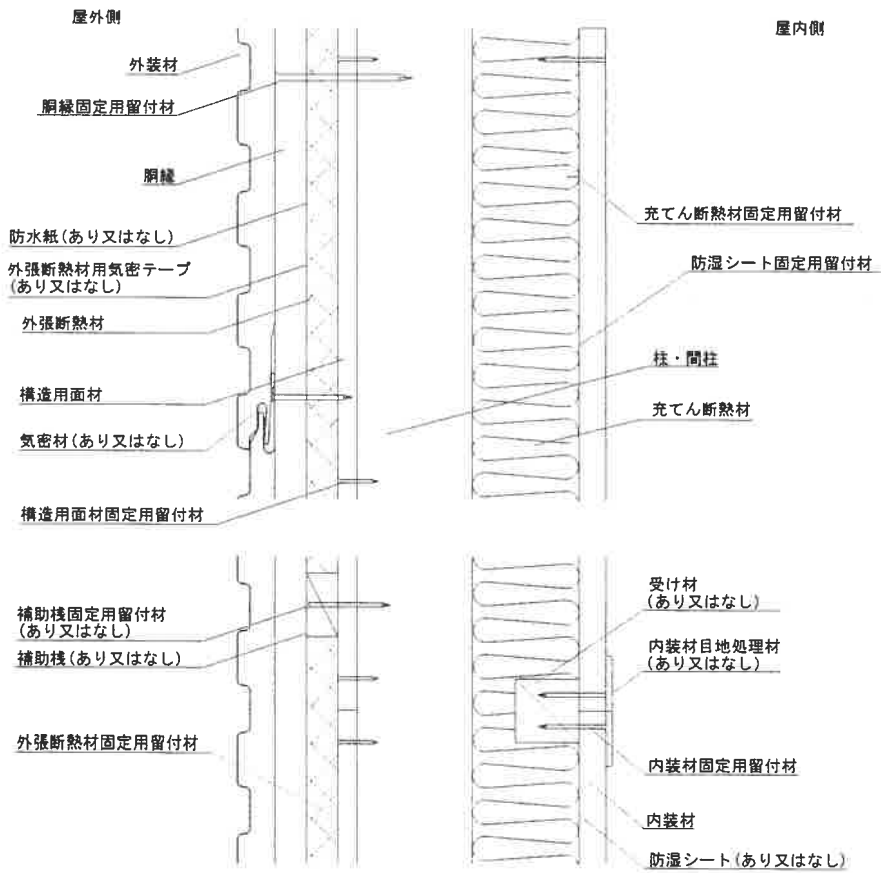 屋外側
屋内側
外装材
胴縁固定用留付材
胴縁
防水紙(あり又はなし)
外張断熱材用気密テープ
(あり又はなし)
外張断熱材
構造用面材
気密材(あり又はなし)
構造用面材固定用留付材
充てん断熱材固定用留付材
防湿シート固定用留付材
柱・間柱
充てん断熱材
補助桟固定用留付材
(あり又はなし)
補助桟(あり又はなし)
外張断熱材固定用留付材
受け材
(あり又はなし)
内装材目地処理材
(あり又はなし)
内装材固定用留付材
内装材
防湿シート(あり又はなし)